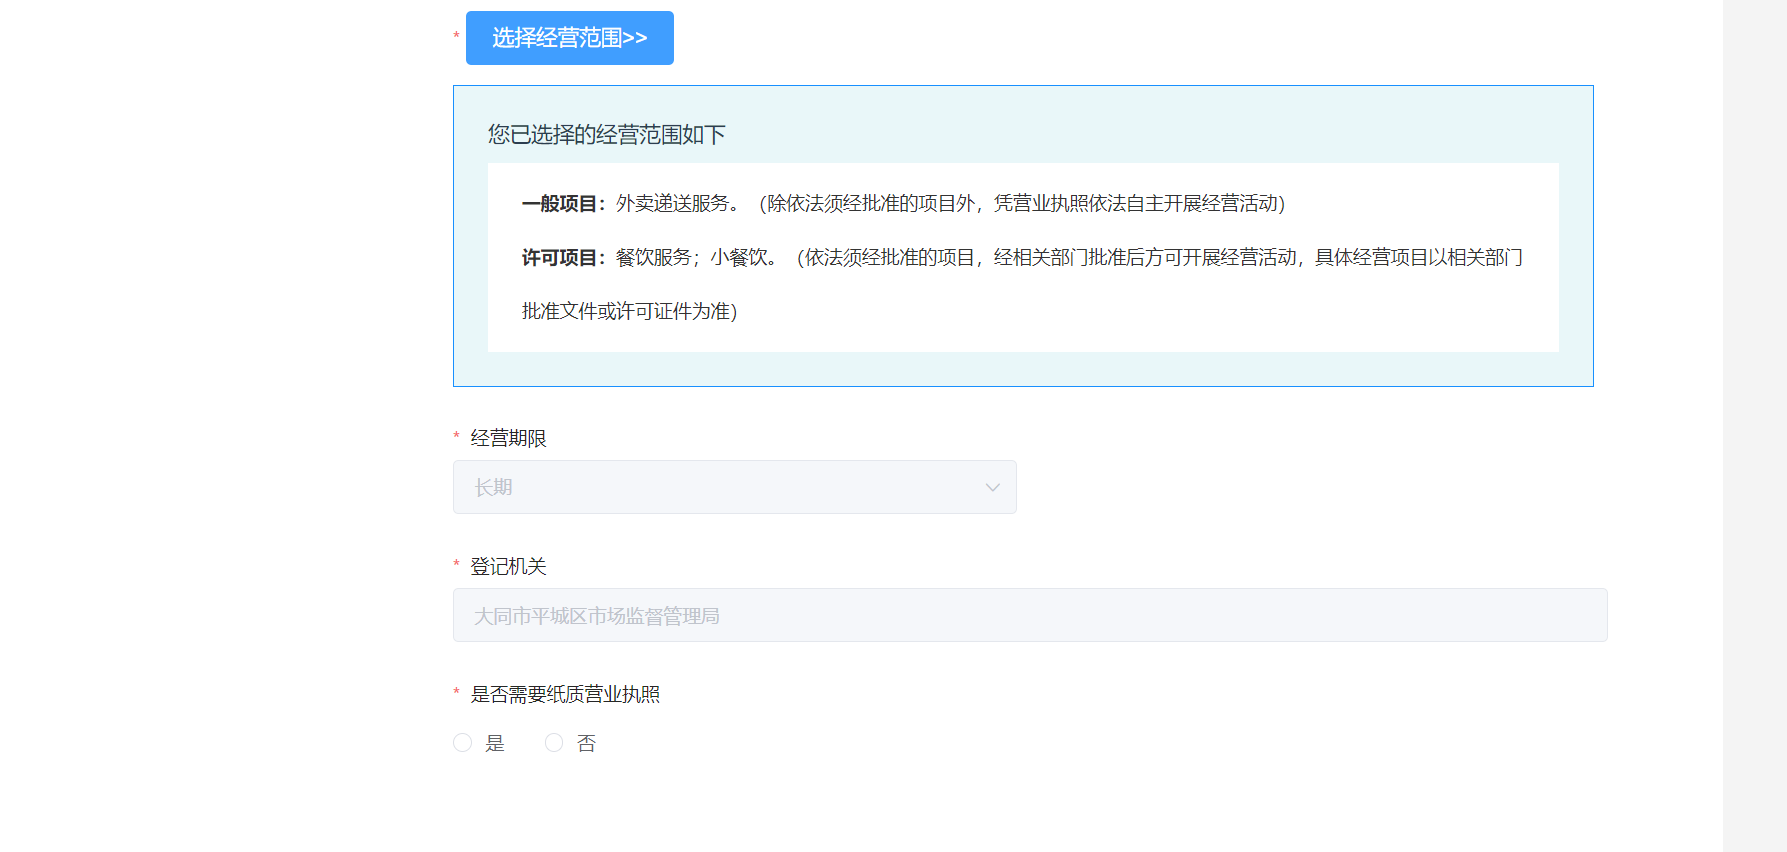 * 选择经营范围>>
您已选择的经营范围如下
一般项目：外卖递送服务。（除依法须经批准的项目外，凭营业执照依法自主开展经营活动）
许可项目：餐饮服务；小餐饮。（依法须经批准的项目，经相关部门批准后方可开展经营活动，具体经营项目以相关部门
批准文件或许可证件为准）
* 经营期限
长期
* 登记机关
大同市平城区市场监督管理局
* 是否需要纸质营业执照
是 否